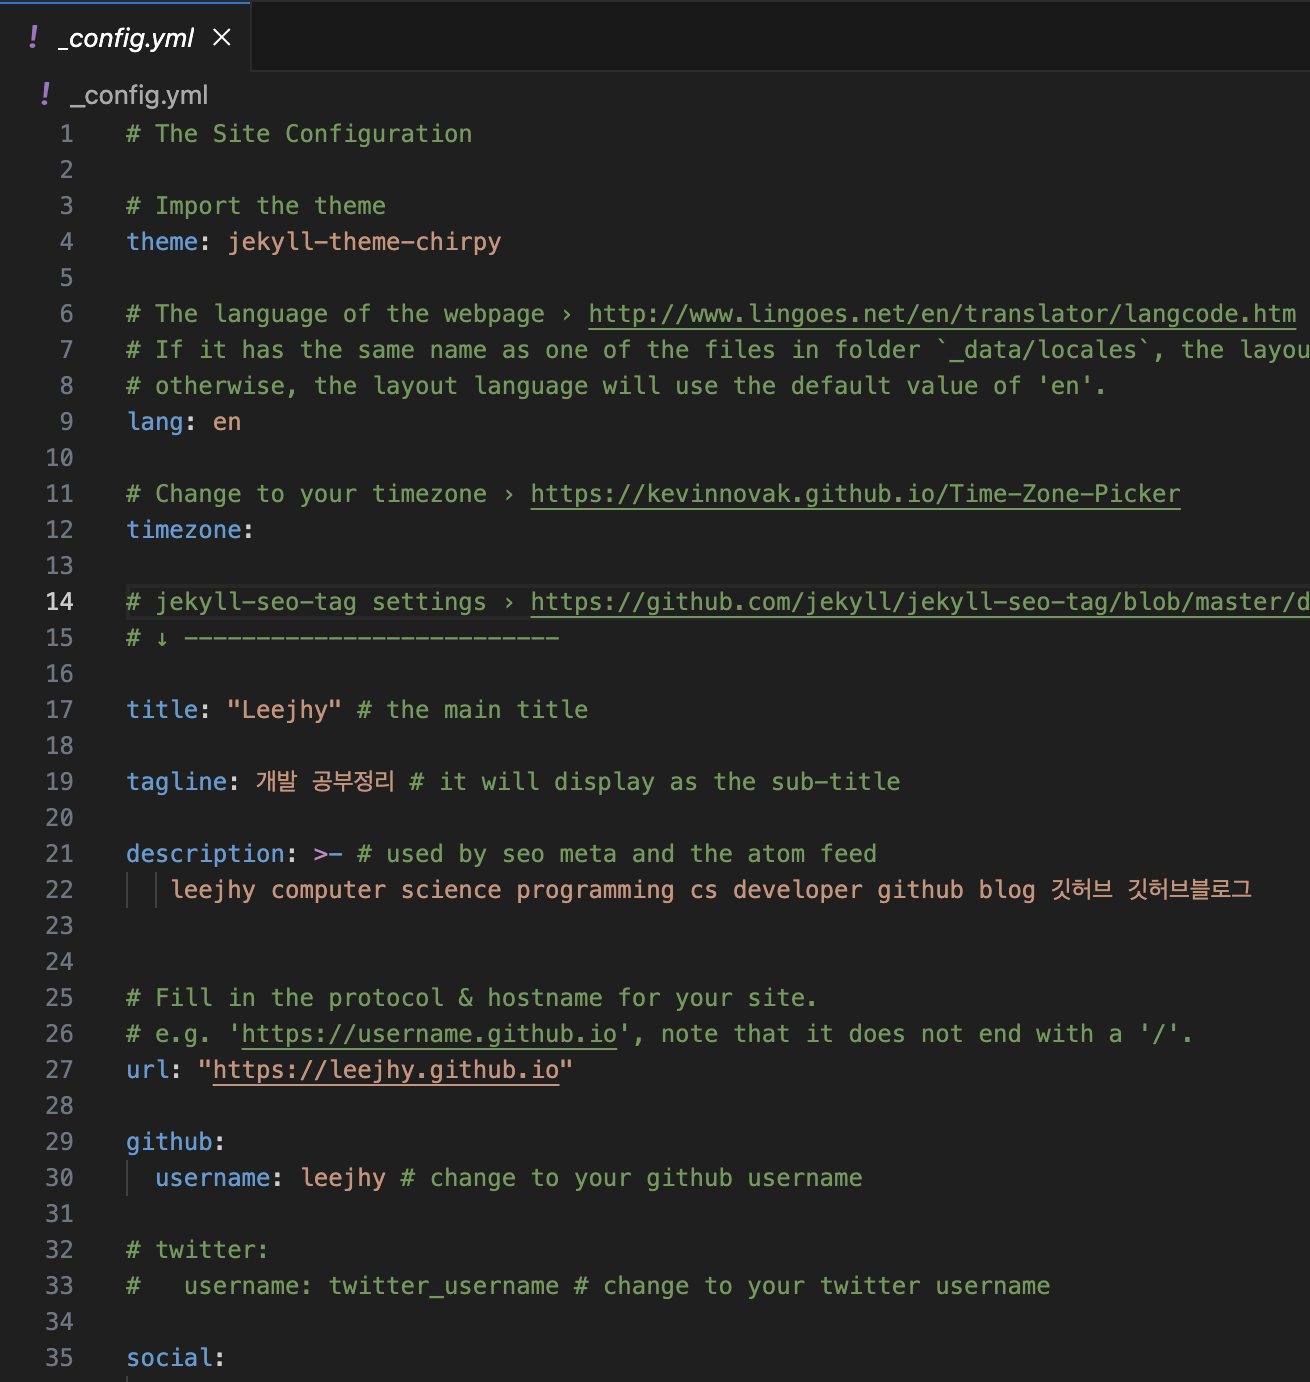 ! _config.yml ×
! _config.yml
1 # The Site Configuration
2
3 # Import the theme
4 theme: jekyll-theme-chirpy
5
6 # The language of the webpage › http://www.lingoes.net/en/translator/langcode.htm
7 # If it has the same name as one of the files in folder `_data/locales`, the layou
8 # otherwise, the layout language will use the default value of 'en'.
9 lang: en
10
11 # Change to your timezone › https://kevinnovak.github.io/Time-Zone-Picker
12 timezone:
13
14 # jekyll-seo-tag settings › https://github.com/jekyll/jekyll-seo-tag/blob/master/d
15 # ↓ --------------------------
16
17 title: "Leejhy" # the main title
18
19 tagline: 개발 공부정리 # it will display as the sub-title
20
21 description: >- # used by seo meta and the atom feed
22 leejhy computer science programming cs developer github blog 깃허브 깃허브블로그
23
24
25 # Fill in the protocol & hostname for your site.
26 # e.g. 'https://username.github.io', note that it does not end with a '/'.
27 url: "https://leejhy.github.io"
28
29 github:
30 username: leejhy # change to your github username
31
32 # twitter:
33 # username: twitter_username # change to your twitter username
34
35 social: